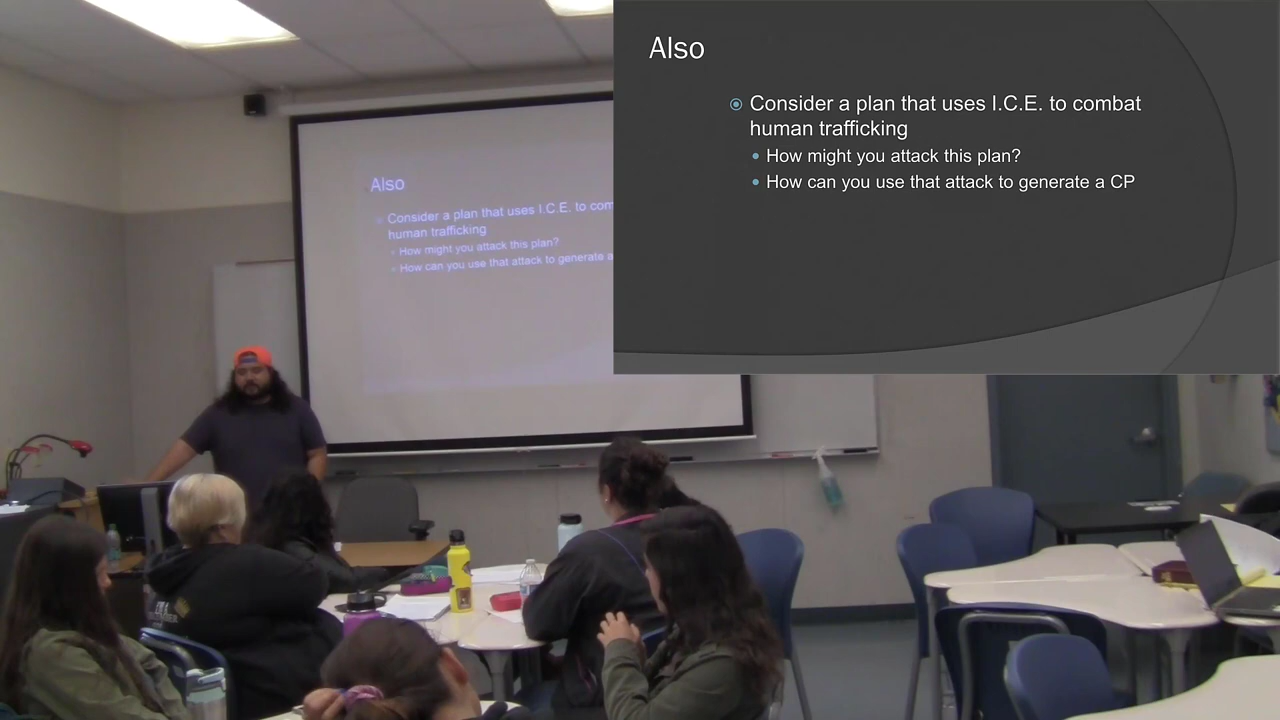 Also
Consider a plan that uses I.C.E. to combat
human trafficking
How might you attack this plan?
How can you use that attack to generate a CP
Also
Consider a plan that uses I.C.E. to com
human trafficking
How might you attack this plan?
How can you use that attack to generate a